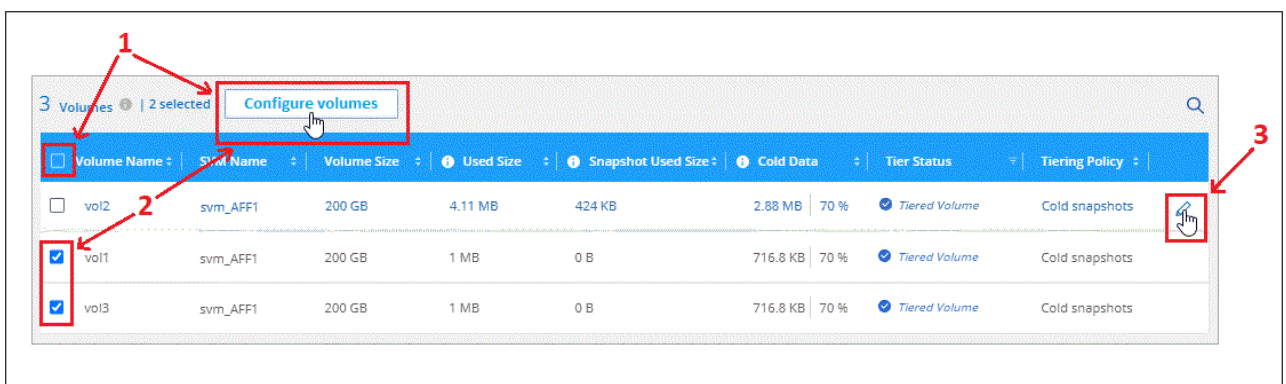 1
3 Volumes | 2 selected Configure volumes
3
Volume Name SVM Name Volume Size Used Size Snapshot Used Size Cold Data Tier Status Tiering Policy
2
vol2 svm_AFF1 200 GB 4.11 MB 424 KB 2.88 MB 70 % Tiered Volume Cold snapshots
vol1 svm_AFF1 200 GB 1 MB 0 B 716.8 KB 70 % Tiered Volume Cold snapshots
vol3 svm_AFF1 200 GB 1 MB 0 B 716.8 KB 70 % Tiered Volume Cold snapshots